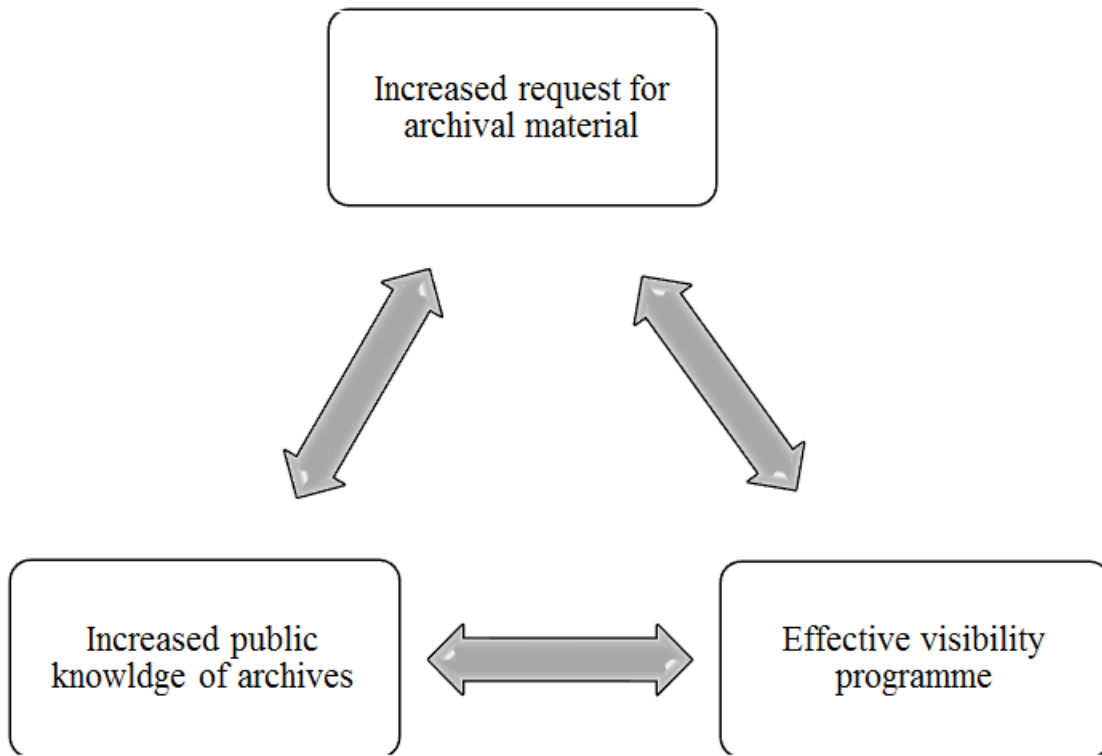 Increased request for
archival material
Increased public
knowldge of archives
Effective visibility
programme